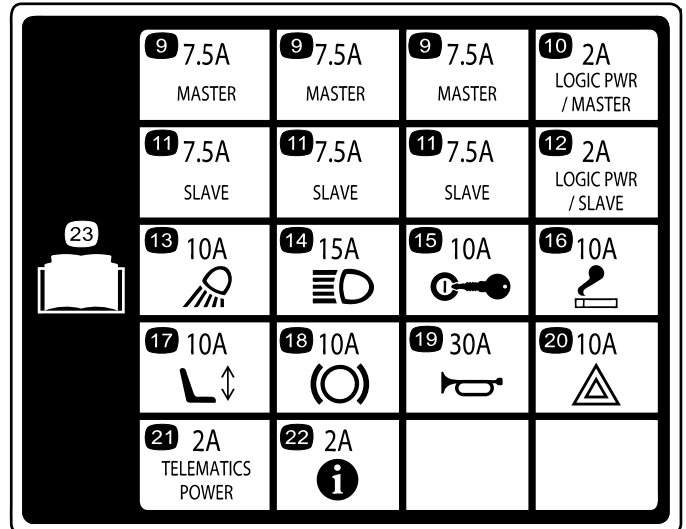 9 7.5A MASTER
9 7.5A MASTER
9 7.5A MASTER
10 2A
LOGIC PWR
/ MASTER
11 7.5A SLAVE
11 7.5A SLAVE
11 7.5A SLAVE
12 2A
LOGIC PWR
/ SLAVE
23
13 10A
14 15A
15 10A
16 10A
17 10A
18 10A
19 30A
20 10A
21 2A
TELEMATICS
POWER
22 2A
i